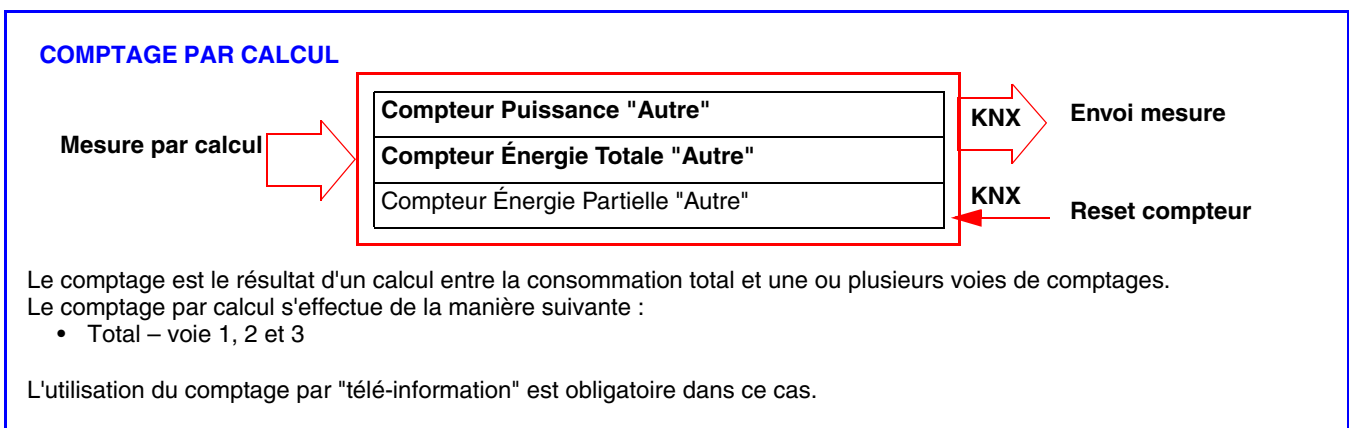 COMPTAGE PAR CALCUL
Compteur Puissance "Autre"
KNX
Envoi mesure
Mesure par calcul
Compteur Énergie Totale "Autre"
Compteur Énergie Partielle "Autre"
KNX
Reset compteur
Le comptage est le résultat d'un calcul entre la consommation total et une ou plusieurs voies de comptages.
Le comptage par calcul s'effectue de la manière suivante :
• Total – voie 1, 2 et 3
L'utilisation du comptage par "télé-information" est obligatoire dans ce cas.